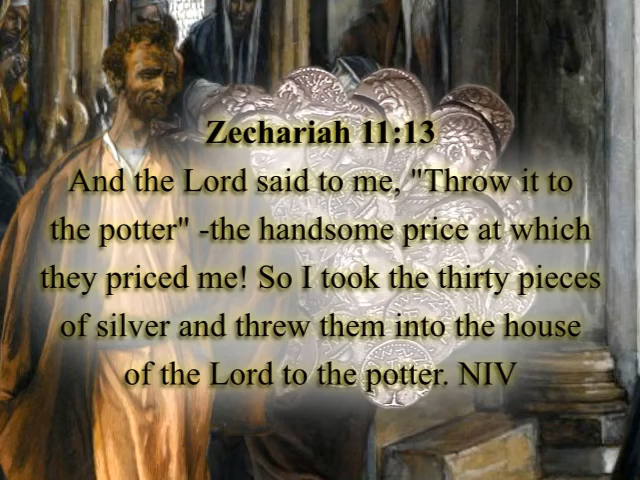 Zechariah 11:13
And the Lord said to me, "Throw it to
the potter" -the handsome price at which
they priced me! So I took the thirty pieces
of silver and threw them into the house
of the Lord to the potter. NIV